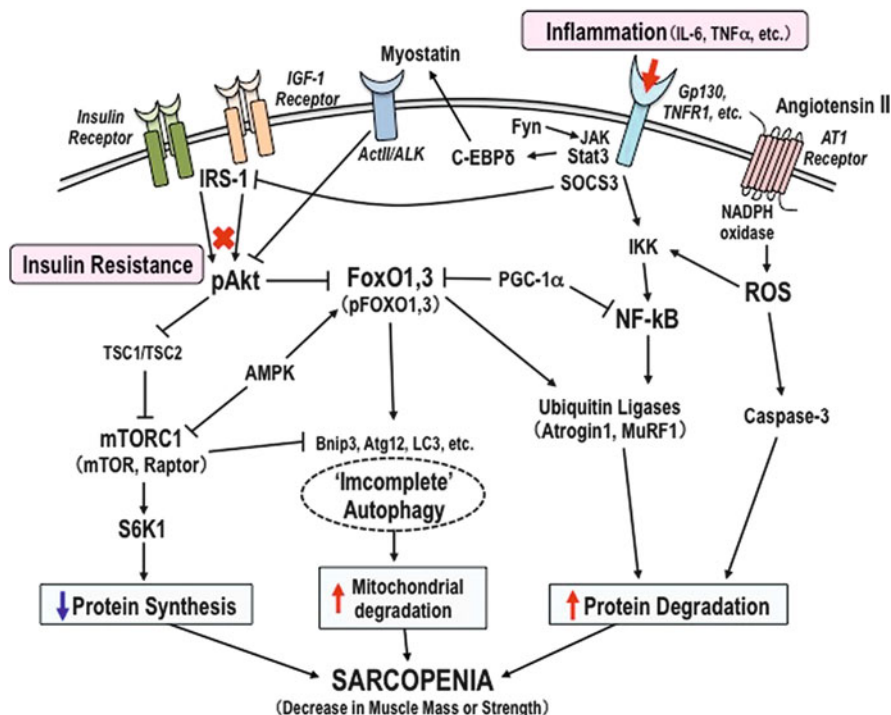 Inflammation (IL-6, TNFα, etc.)
Myostatin
IGF-1
Receptor
Gp130,
TNFR1, etc.
Angiotensin II
Insulin
Receptor
Fyn
JAK
AT1
Receptor
ActII/ALK
C-EBPδ
Stat3
IRS-1
SOCS3
NADPH
oxidase
Insulin Resistance
pAkt
FoxO1,3
(pFOXO1,3)
PGC-1α
IKK
ROS
NF-kB
TSC1/TSC2
AMPK
Ubiquitin Ligases
(Atrogin1, MuRF1)
Caspase-3
mTORC1
(mTOR, Raptor)
Bnip3, Atg12, LC3, etc.
'Imcomplete'
Autophagy
S6K1
Protein Synthesis
Mitochondrial
degradation
Protein Degradation
SARCOPENIA
(Decrease in Muscle Mass or Strength)